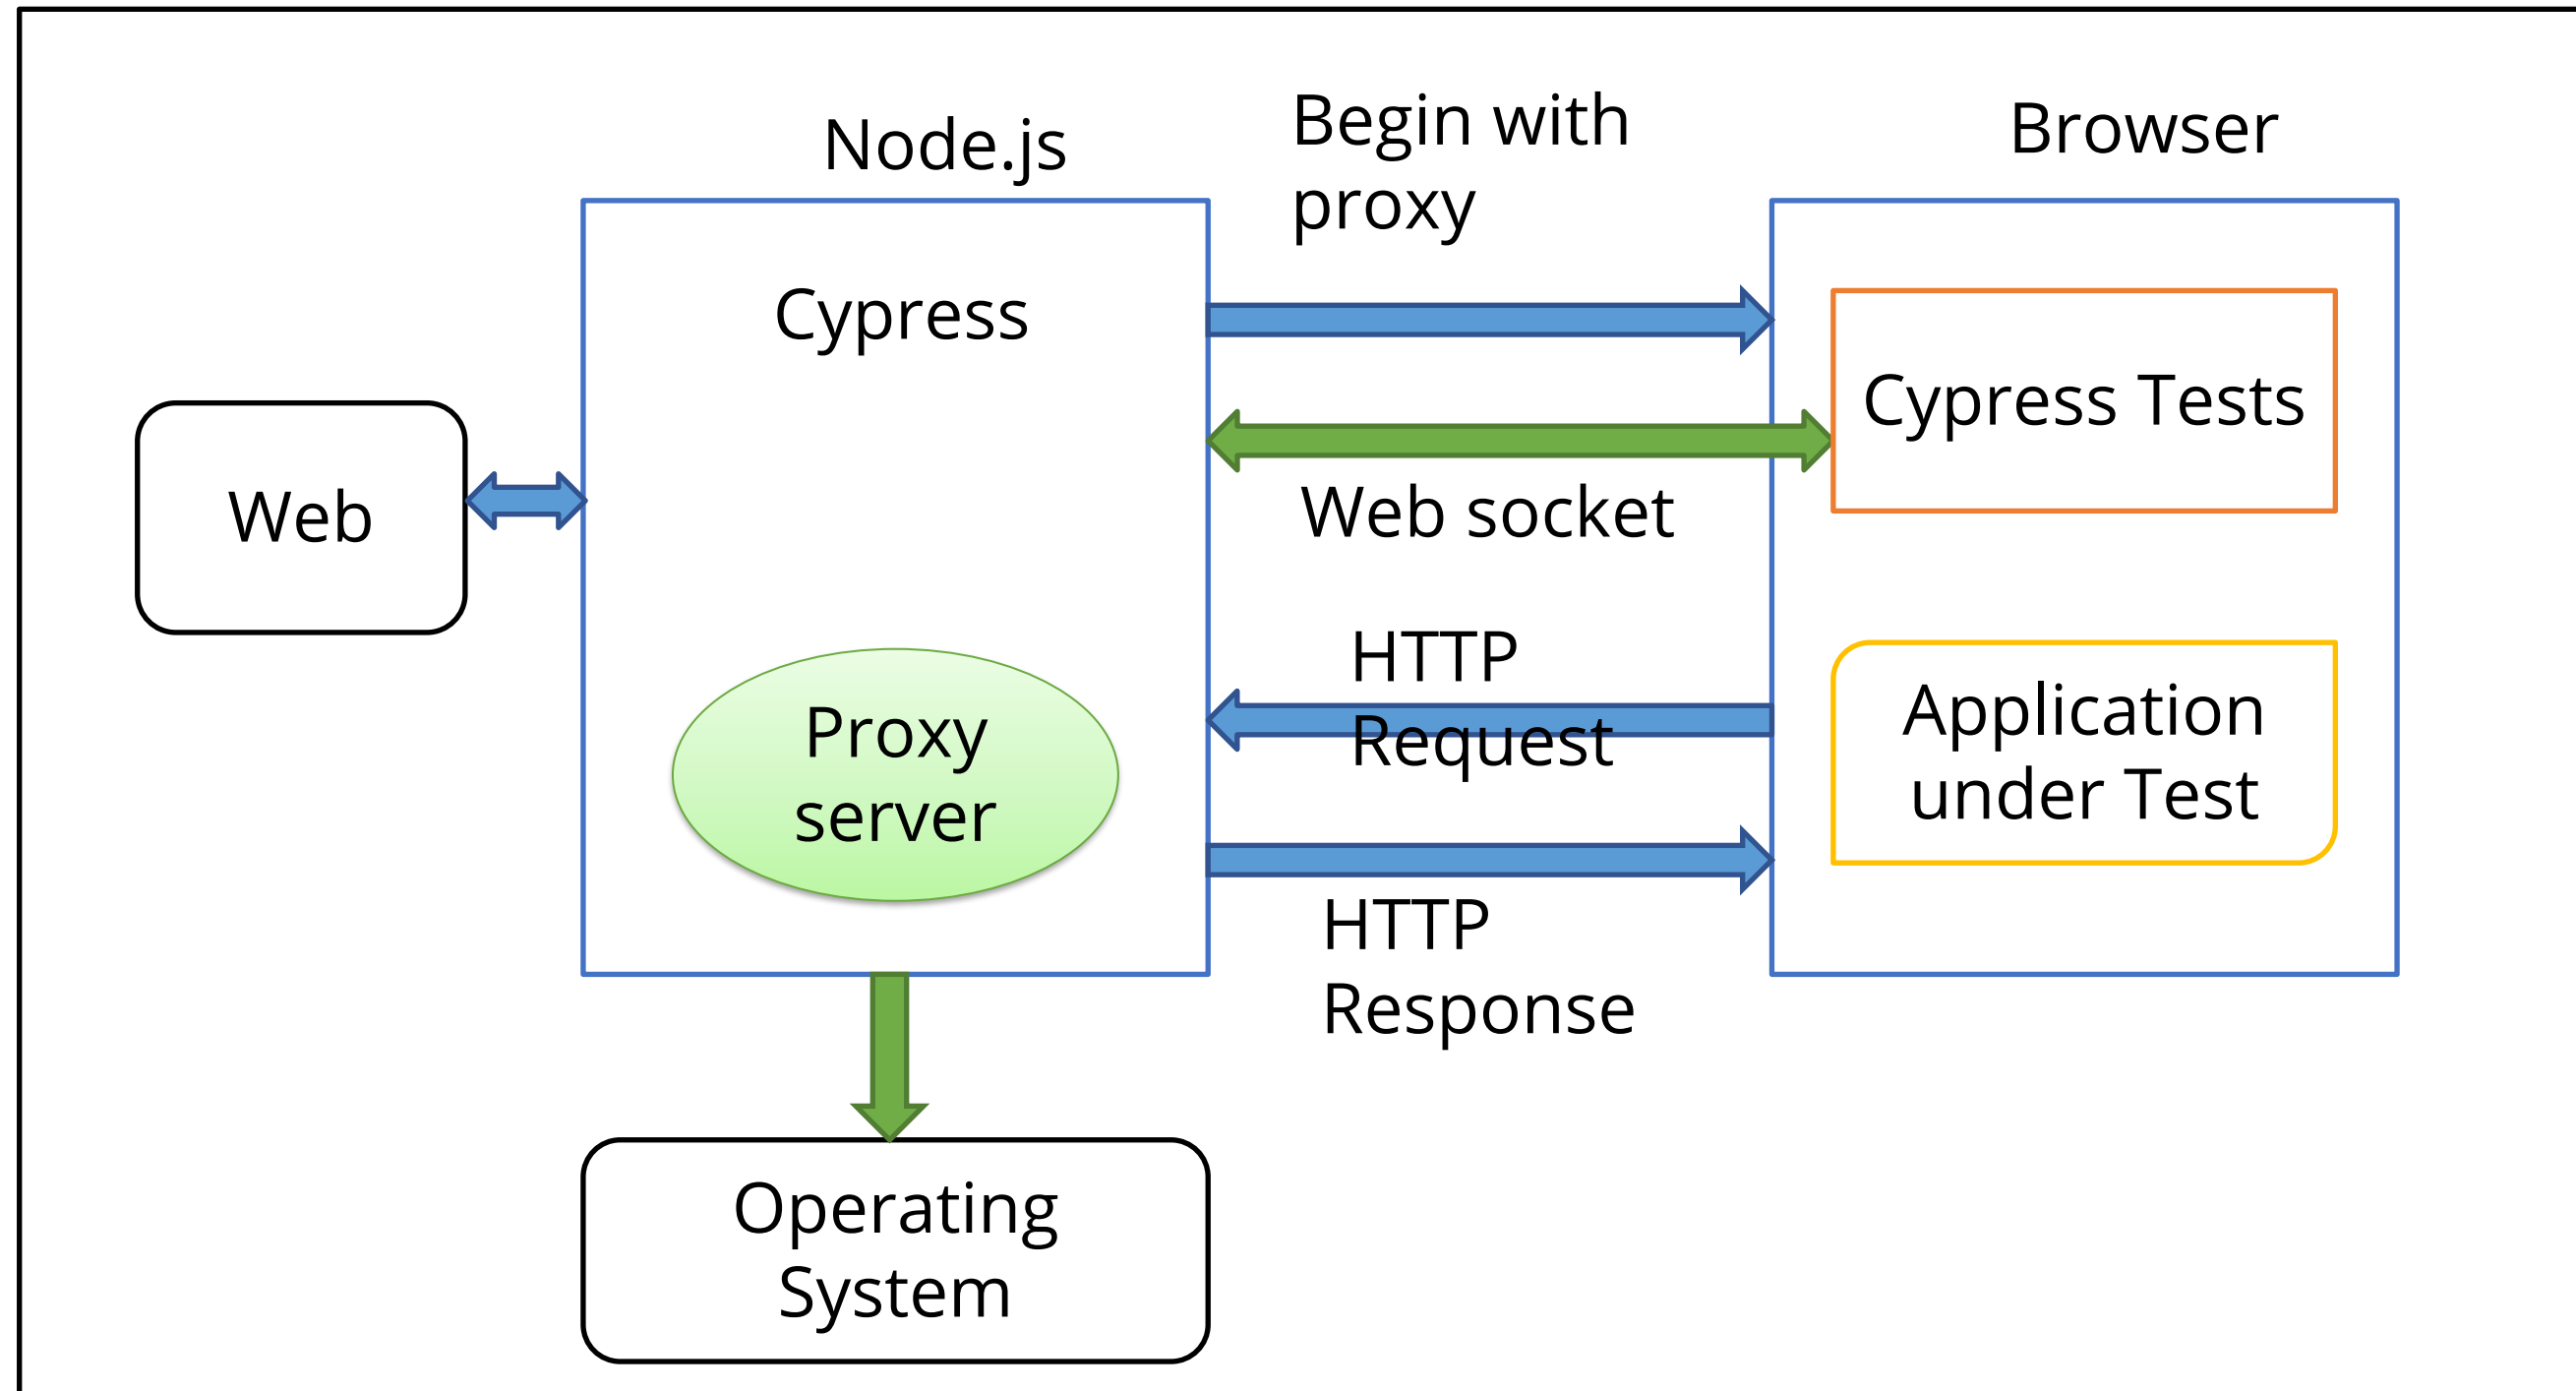 Node.js
Begin with
proxy
Browser
Cypress
Cypress Tests
Web
Web socket
HTTP
Request
Proxy
server
Application
under Test
HTTP
Response
Operating
System